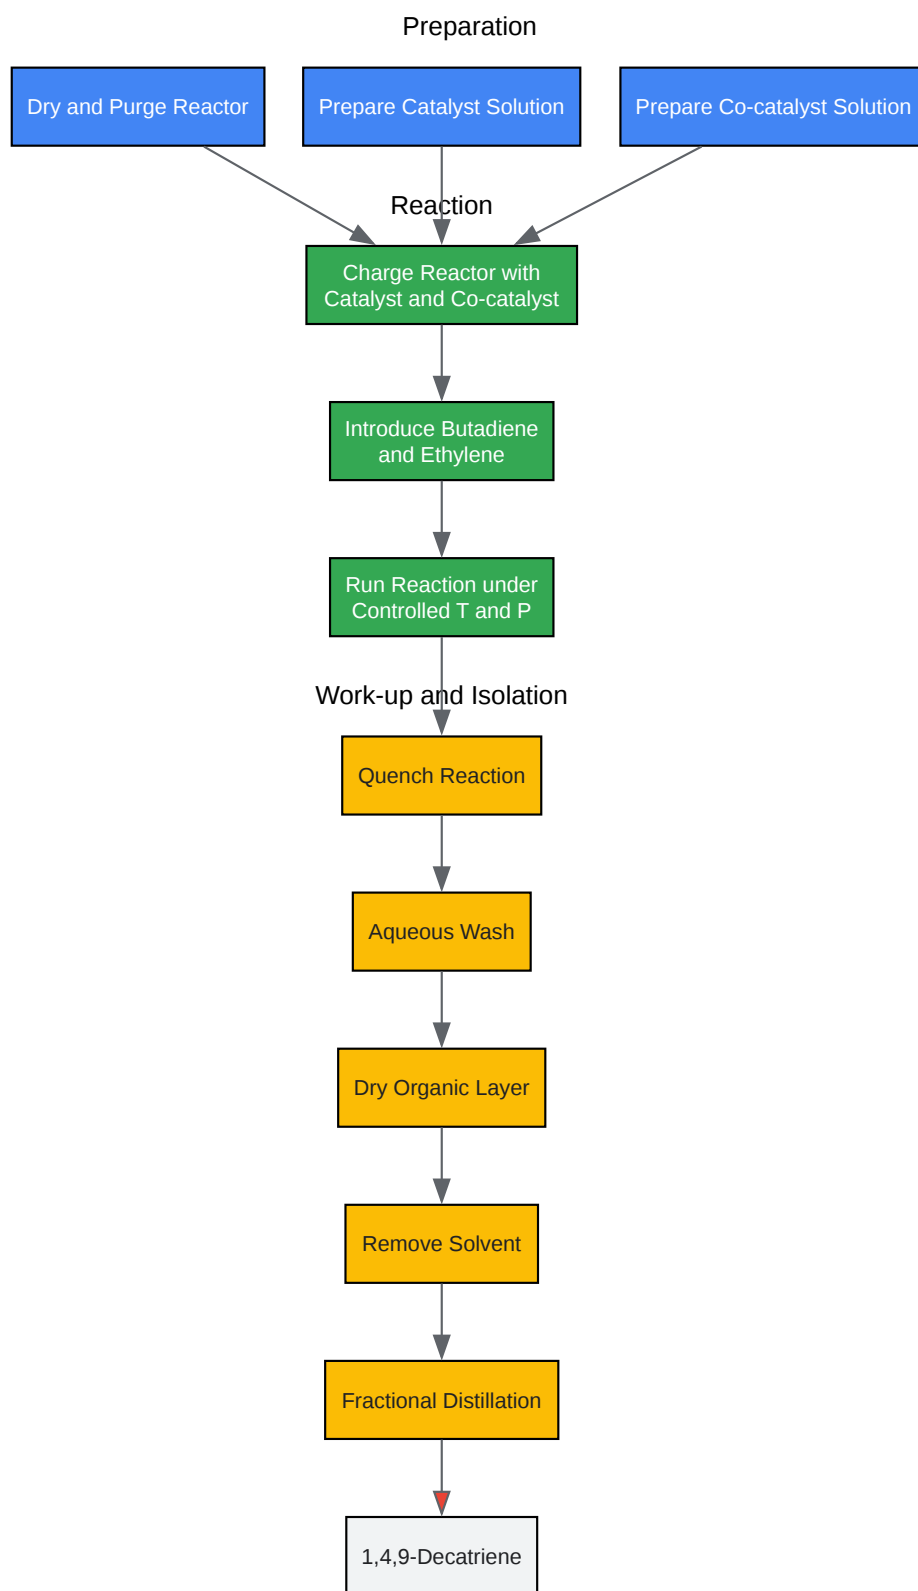 Preparation
Dry and Purge Reactor
Prepare Catalyst Solution
Prepare Co-catalyst Solution
Reaction
Charge Reactor with
Catalyst and Co-catalyst
Introduce Butadiene
and Ethylene
Run Reaction under
Controlled T and P
Work-up and Isolation
Quench Reaction
Aqueous Wash
Dry Organic Layer
Remove Solvent
Fractional Distillation
1,4,9-Decatriene